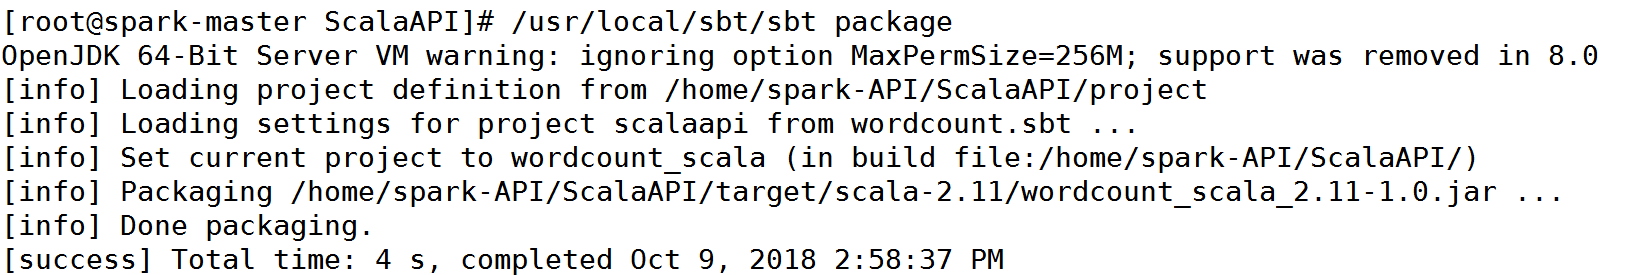 [root@spark-master ScalaAPI]# /usr/local/sbt/sbt package
OpenJDK 64-Bit Server VM warning: ignoring option MaxPermSize=256M; support was removed in 8.0
[info] Loading project definition from /home/spark-API/ScalaAPI/project
[info] Loading settings for project scalaapi from wordcount.sbt ...
[info] Set current project to wordcount_scala (in build file:/home/spark-API/ScalaAPI/)
[info] Packaging /home/spark-API/ScalaAPI/target/scala-2.11/wordcount_scala_2.11-1.0.jar ...
[info] Done packaging.
[success] Total time: 4 s, completed Oct 9, 2018 2:58:37 PM